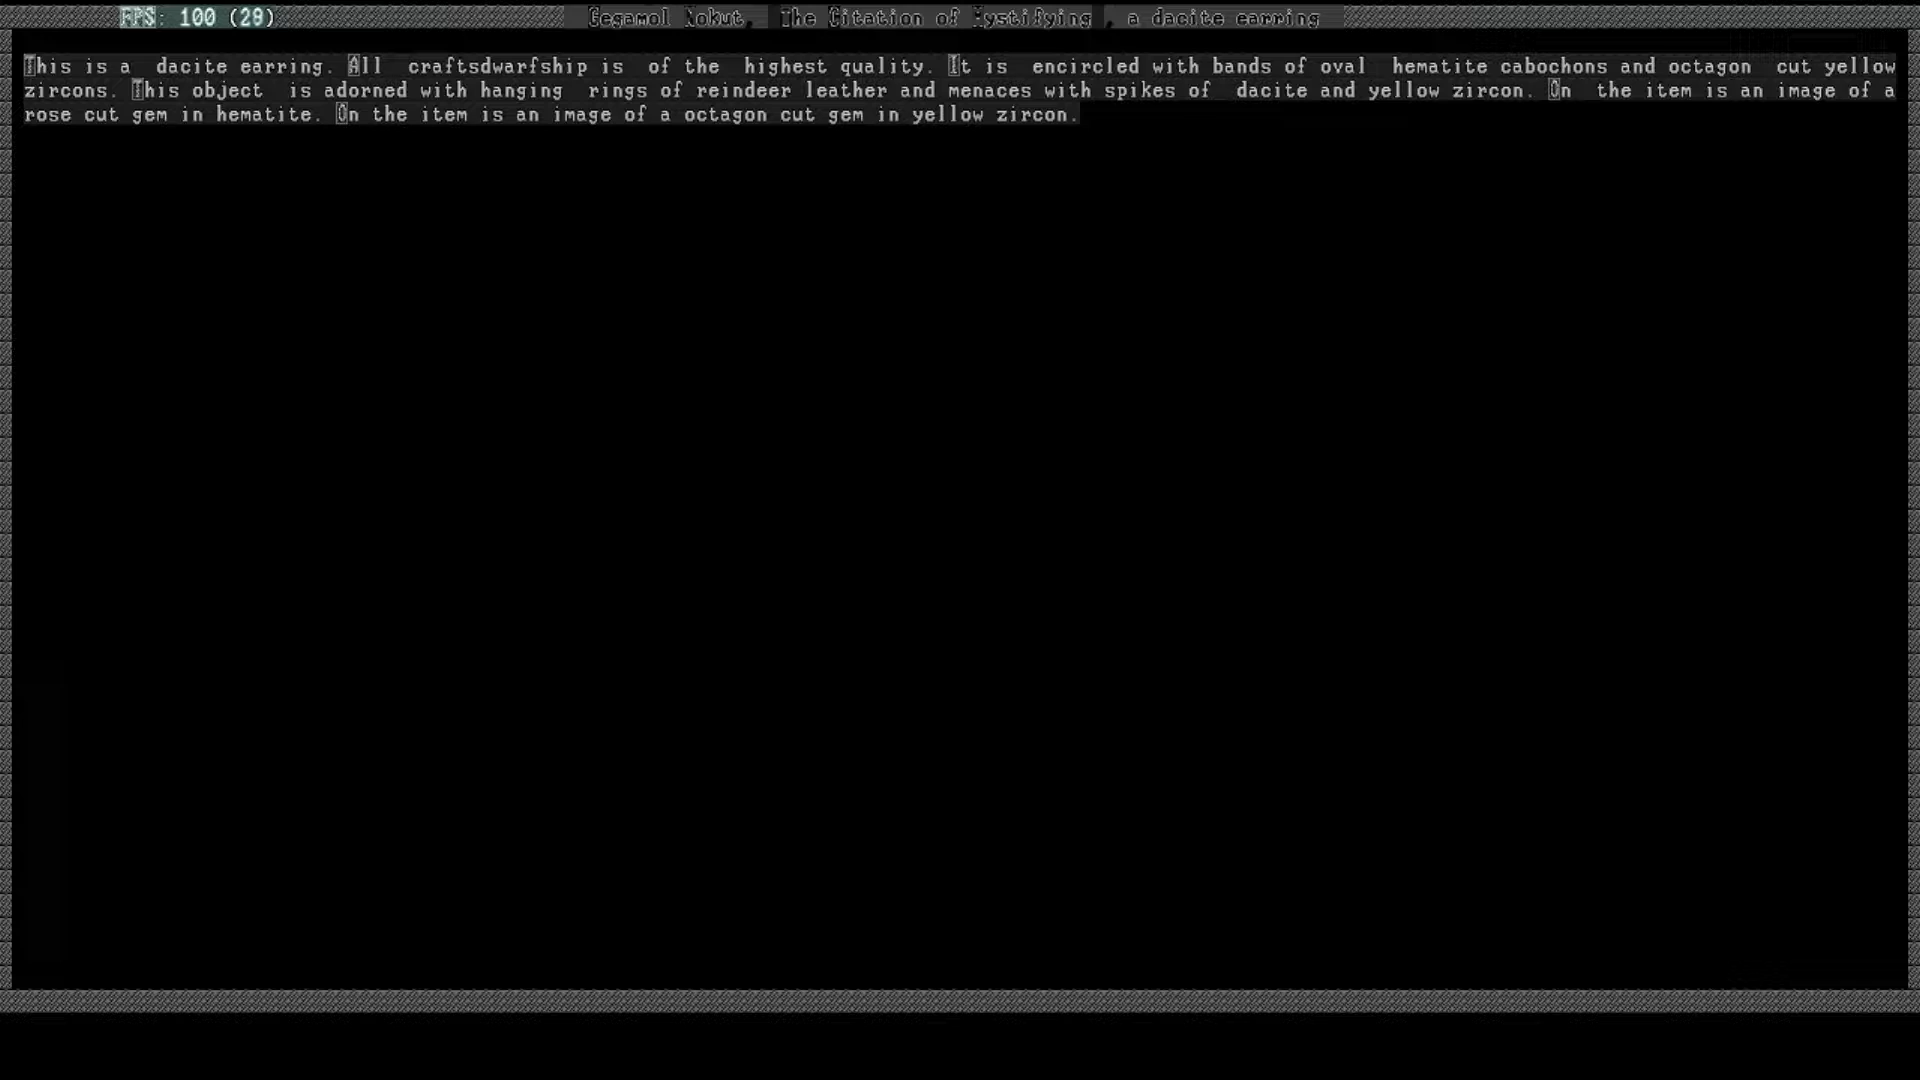 FPS: 100 (28) Gegamol Nokut, The Citation of Mystifying, a dacite earring
This is a dacite earring. All craftsdwarfship is of the highest quality. It is encircled with bands of oval hematite cabochons and octagon cut yellow
zircons. This object is adorned with hanging rings of reindeer leather and menaces with spikes of dacite and yellow zircon. On the item is an image of a
rose cut gem in hematite. On the item is an image of a octagon cut gem in yellow zircon.